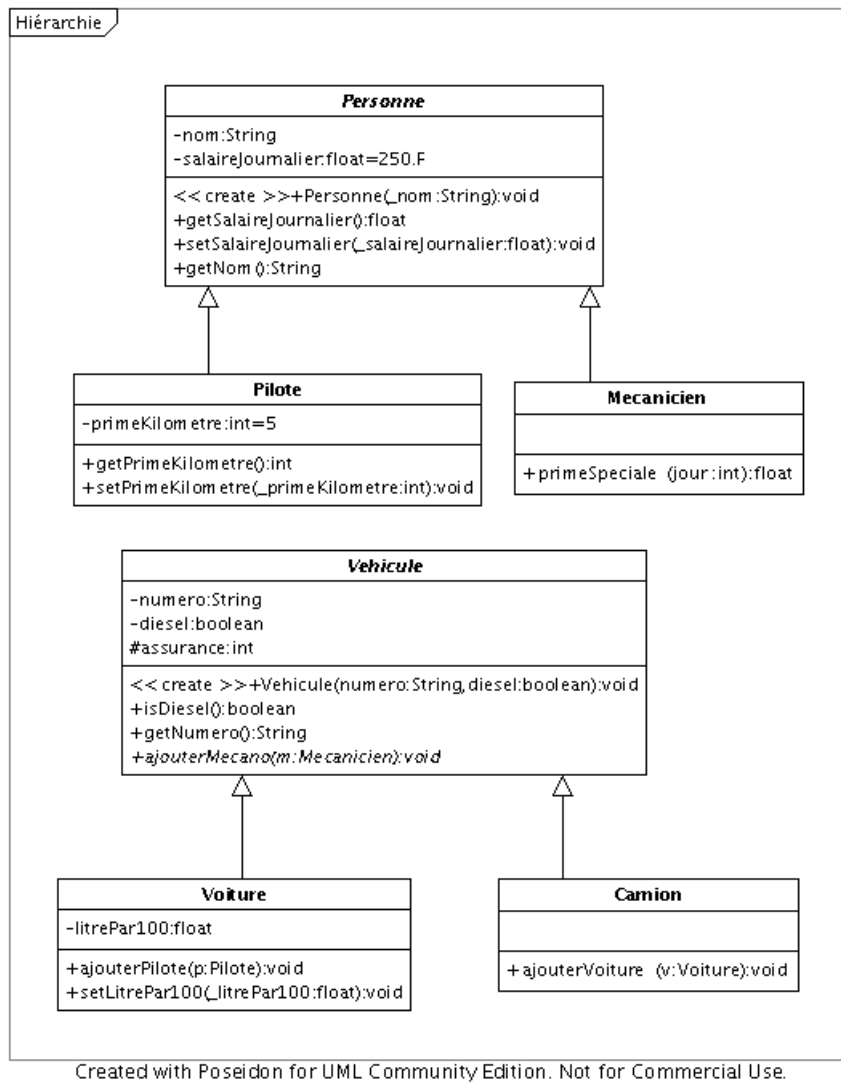 Hiérarchie
Personne
-nom:String
-salaireJournalier:float=250.F
<< create >>+Personne(_nom:String):void
+getSalaireJournalier():float
+setSalaireJournalier(_salaireJournalier:float):void
+getNom():String
Pilote
-primeKilometre:int=5
+getPrimeKilometre():int
+setPrimeKilometre(_primeKilometre:int):void
Mecanicien
+primeSpeciale (jour:int):float
Vehicule
-numero:String
-diesel:boolean
#assurance:int
<< create >>+Vehicule(numero:String,diesel:boolean):void
+isDiesel():boolean
+getNumero():String
+ajouterMecano(m:Mecanicien):void
Voiture
-litrePar100:float
+ajouterPilote(p:Pilote):void
+setLitrePar100(_litrePar100:float):void
Camion
+ajouterVoiture (v:Voiture):void
Created with Poseidon for UML Community Edition. Not for Commercial Use.